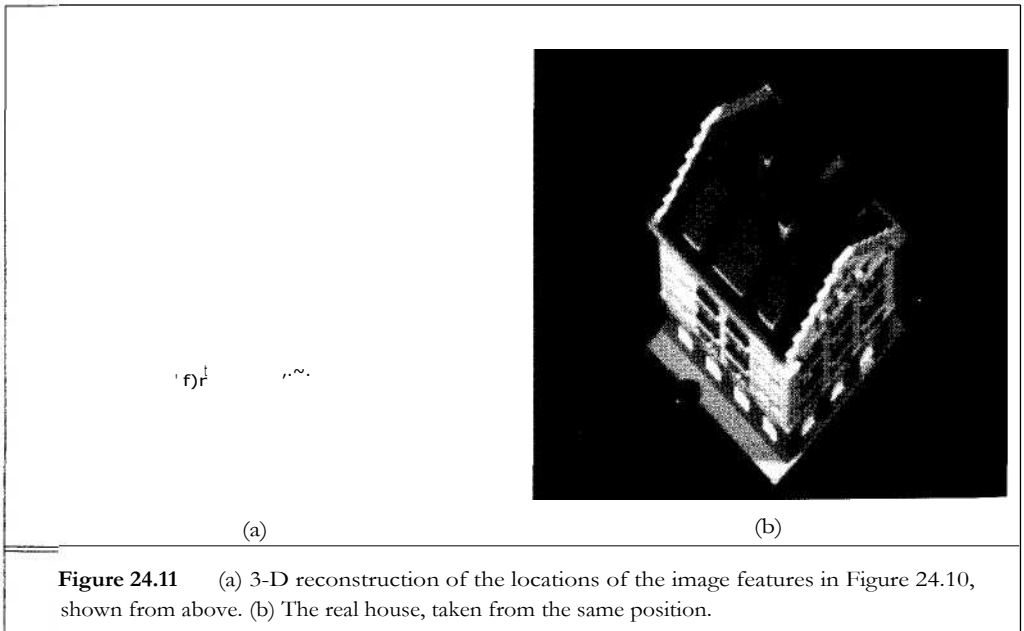 ' f)r t ,.~.
(a)
(b)
Figure 24.11 (a) 3-D reconstruction of the locations of the image features in Figure 24.10,
shown from above. (b) The real house, taken from the same position.